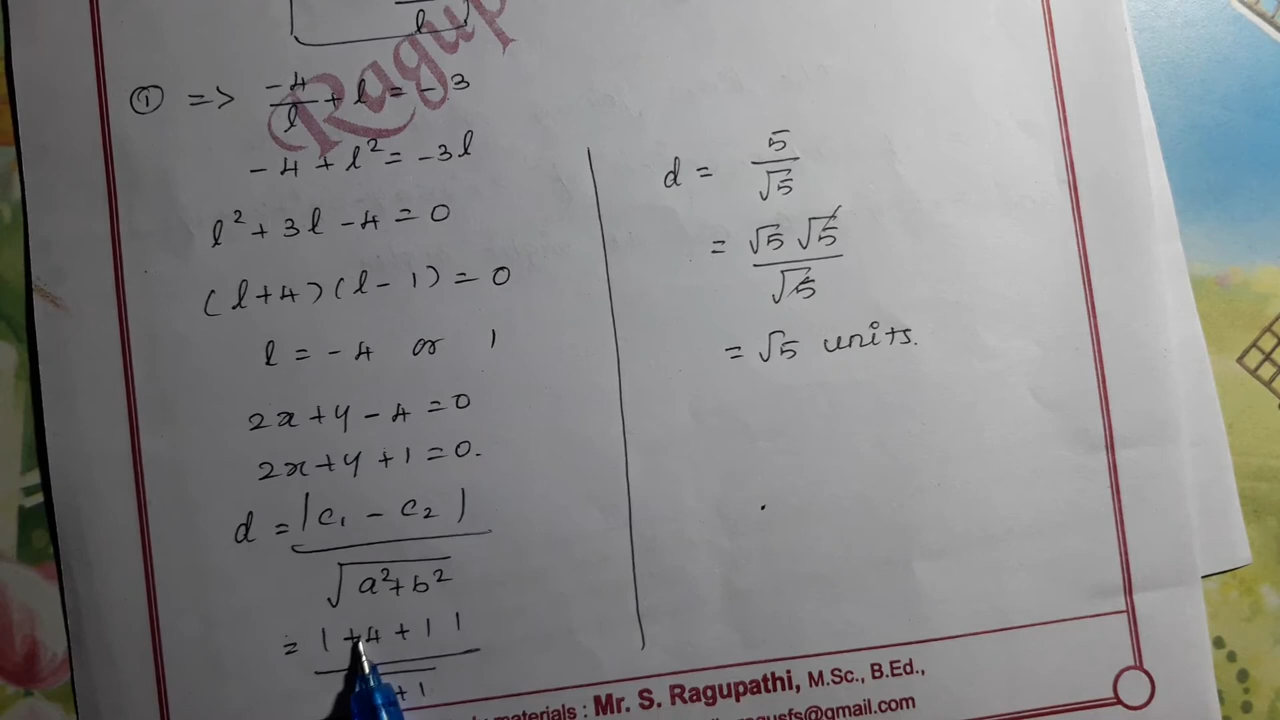 l
Ragup
① => -4/l + l = -3
-4 + l² = -3l
l² + 3l - 4 = 0
(l+4)(l-1) = 0
l = -4 or 1
2x + y - 4 = 0
2x + y + 1 = 0.
d = |c₁ - c₂|
√a²+b²
= |+4+1|
+1
d = 5/√5
= √5 √5/√5
= √5 units.
materials : Mr. S. Ragupathi, M.Sc., B.Ed.,
@gmail.com